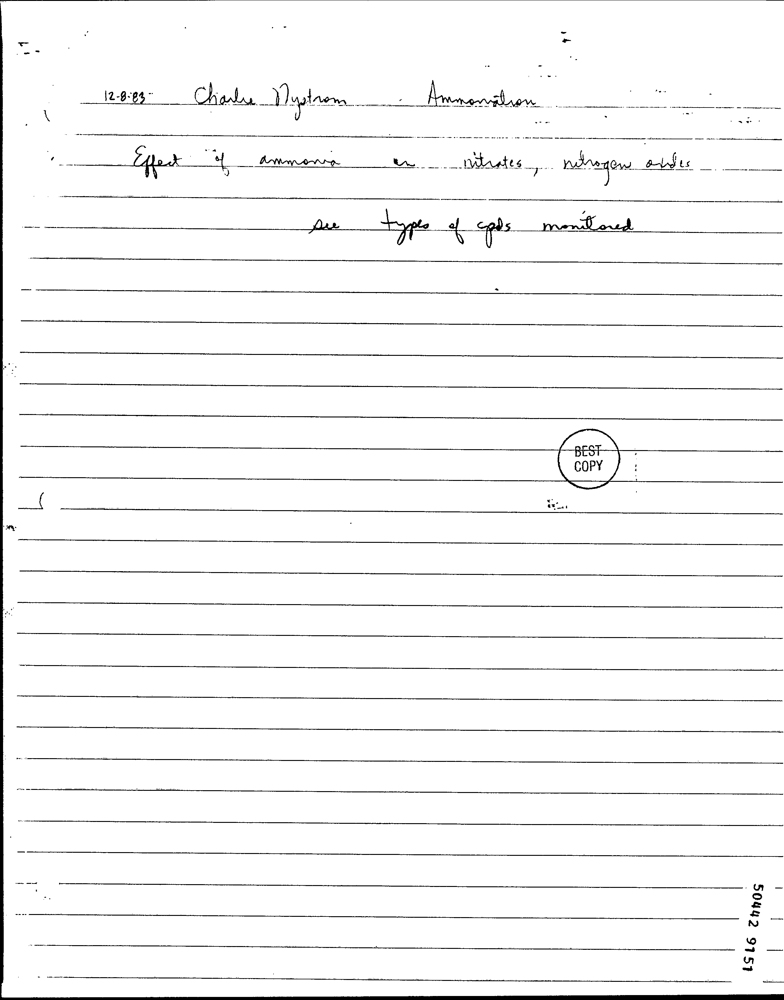 12-8-83 Charlie Nystrom Ammoniation
Effect of ammonia on nitrates, nitrogen oxides
see types of cpds monitored
BEST
COPY
50442 9151